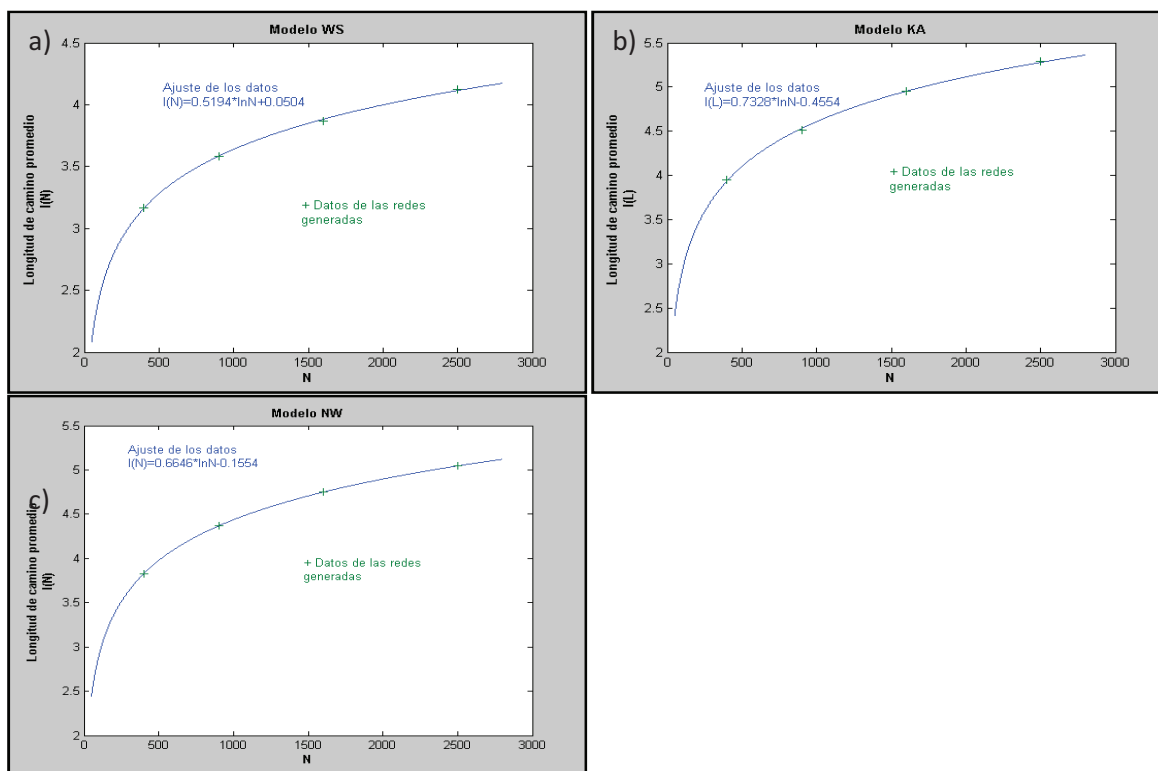 a)
Modelo WS
4.5
4
3.5
3
2.5
2
Longitud de camino promedio
l(N)
Ajuste de los datos
l(N)=0.5194*lnN+0.0504
+ Datos de las redes
generadas
0 500 1000 1500 2000 2500 3000
N
b)
Modelo KA
5.5
5
4.5
4
3.5
3
2.5
2
Longitud de camino promedio
l(L)
Ajuste de los datos
l(L)=0.7328*lnN-0.4554
+ Datos de las redes
generadas
0 500 1000 1500 2000 2500 3000
N
c)
Modelo NW
5.5
5
4.5
4
3.5
3
2.5
2
Longitud de camino promedio
l(N)
Ajuste de los datos
l(N)=0.6646*lnN-0.1554
+ Datos de las redes
generadas
0 500 1000 1500 2000 2500 3000
N